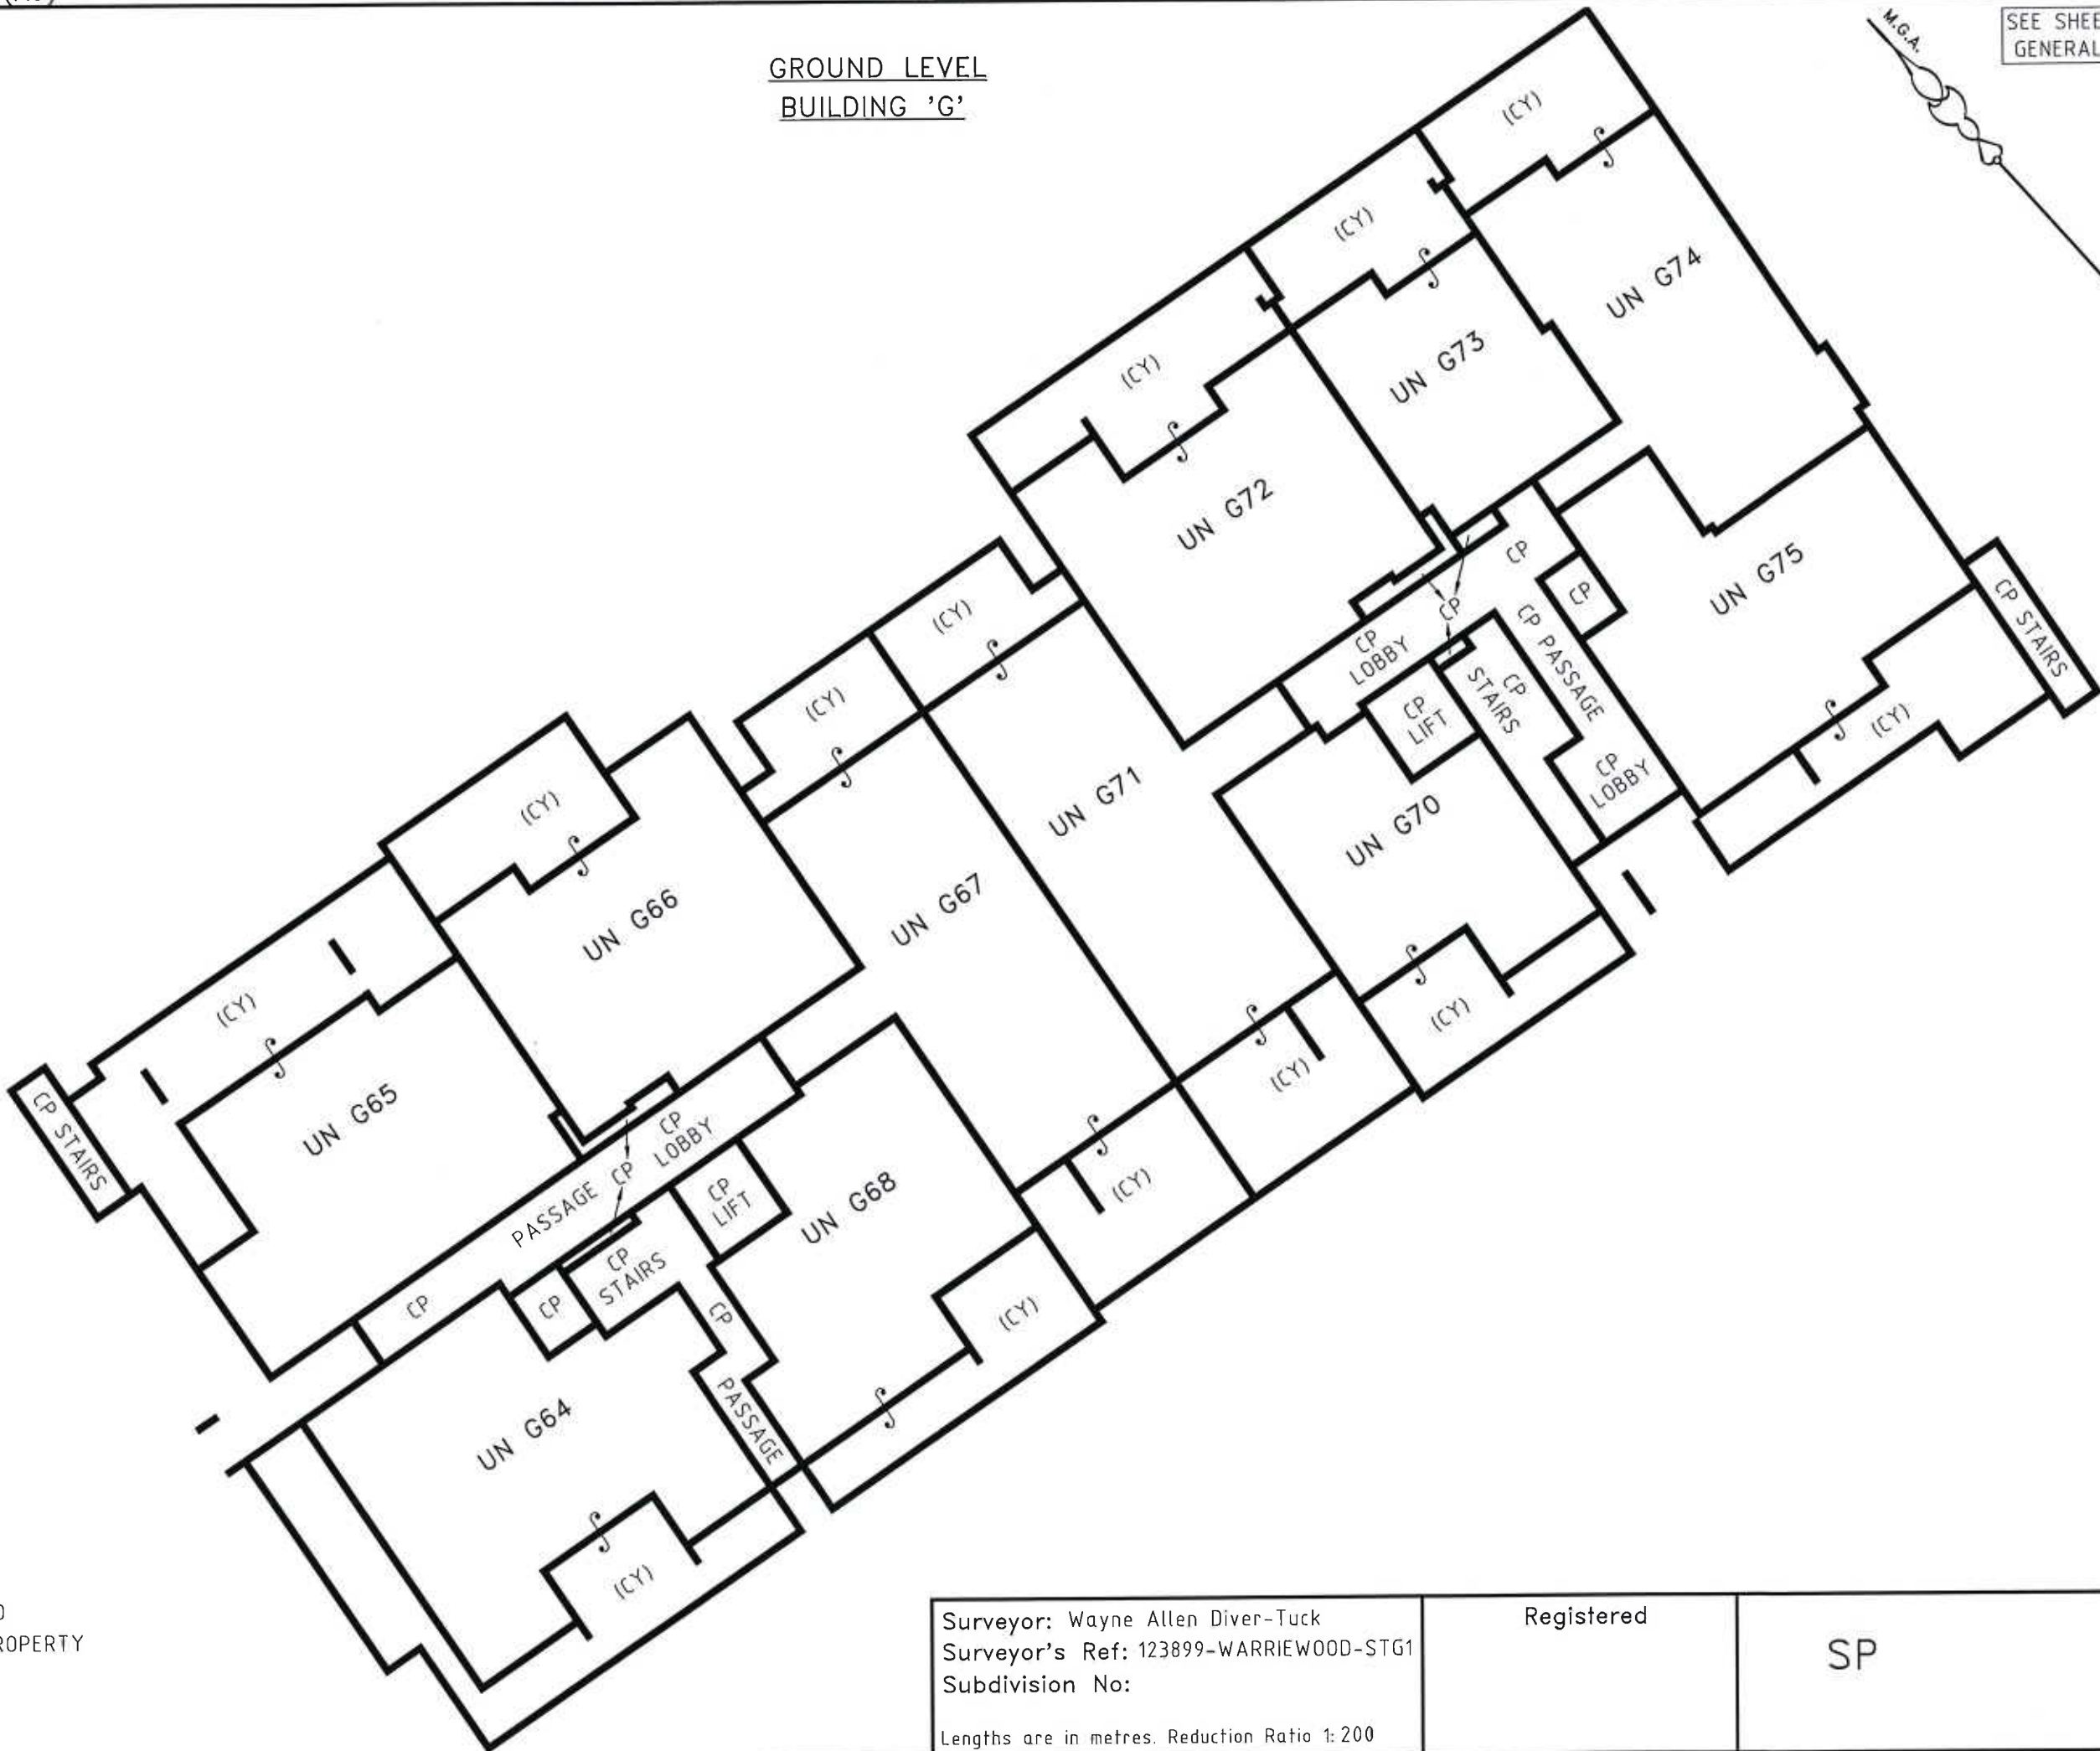 GROUND LEVEL
BUILDING 'G'
M.G.A.
SEE SHEE
GENERAL
(CY)
(CY)
(CY)
UN G74
UN G73
UN G72
CP
CP
CP
CP
LOBBY
CP PASSAGE
UN G75
CP STAIRS
CP
STAIRS
CP
LIFT
CP
LOBBY
(CY)
(CY)
(CY)
UN G71
UN G70
(CY)
UN G66
UN G67
(CY)
(CY)
(CY)
UN G65
CP STAIRS
CP
LOBBY
PASSAGE
CP
CP
LIFT
UN G68
(CY)
CP
STAIRS
CP
CP
CP
PASSAGE
(CY)
UN G64
(CY)
ROPERTY
Surveyor: Wayne Allen Diver-Tuck
Surveyor's Ref: 123899-WARRIEWOOD-STG1
Subdivision No:
Lengths are in metres. Reduction Ratio 1:200
Registered
SP